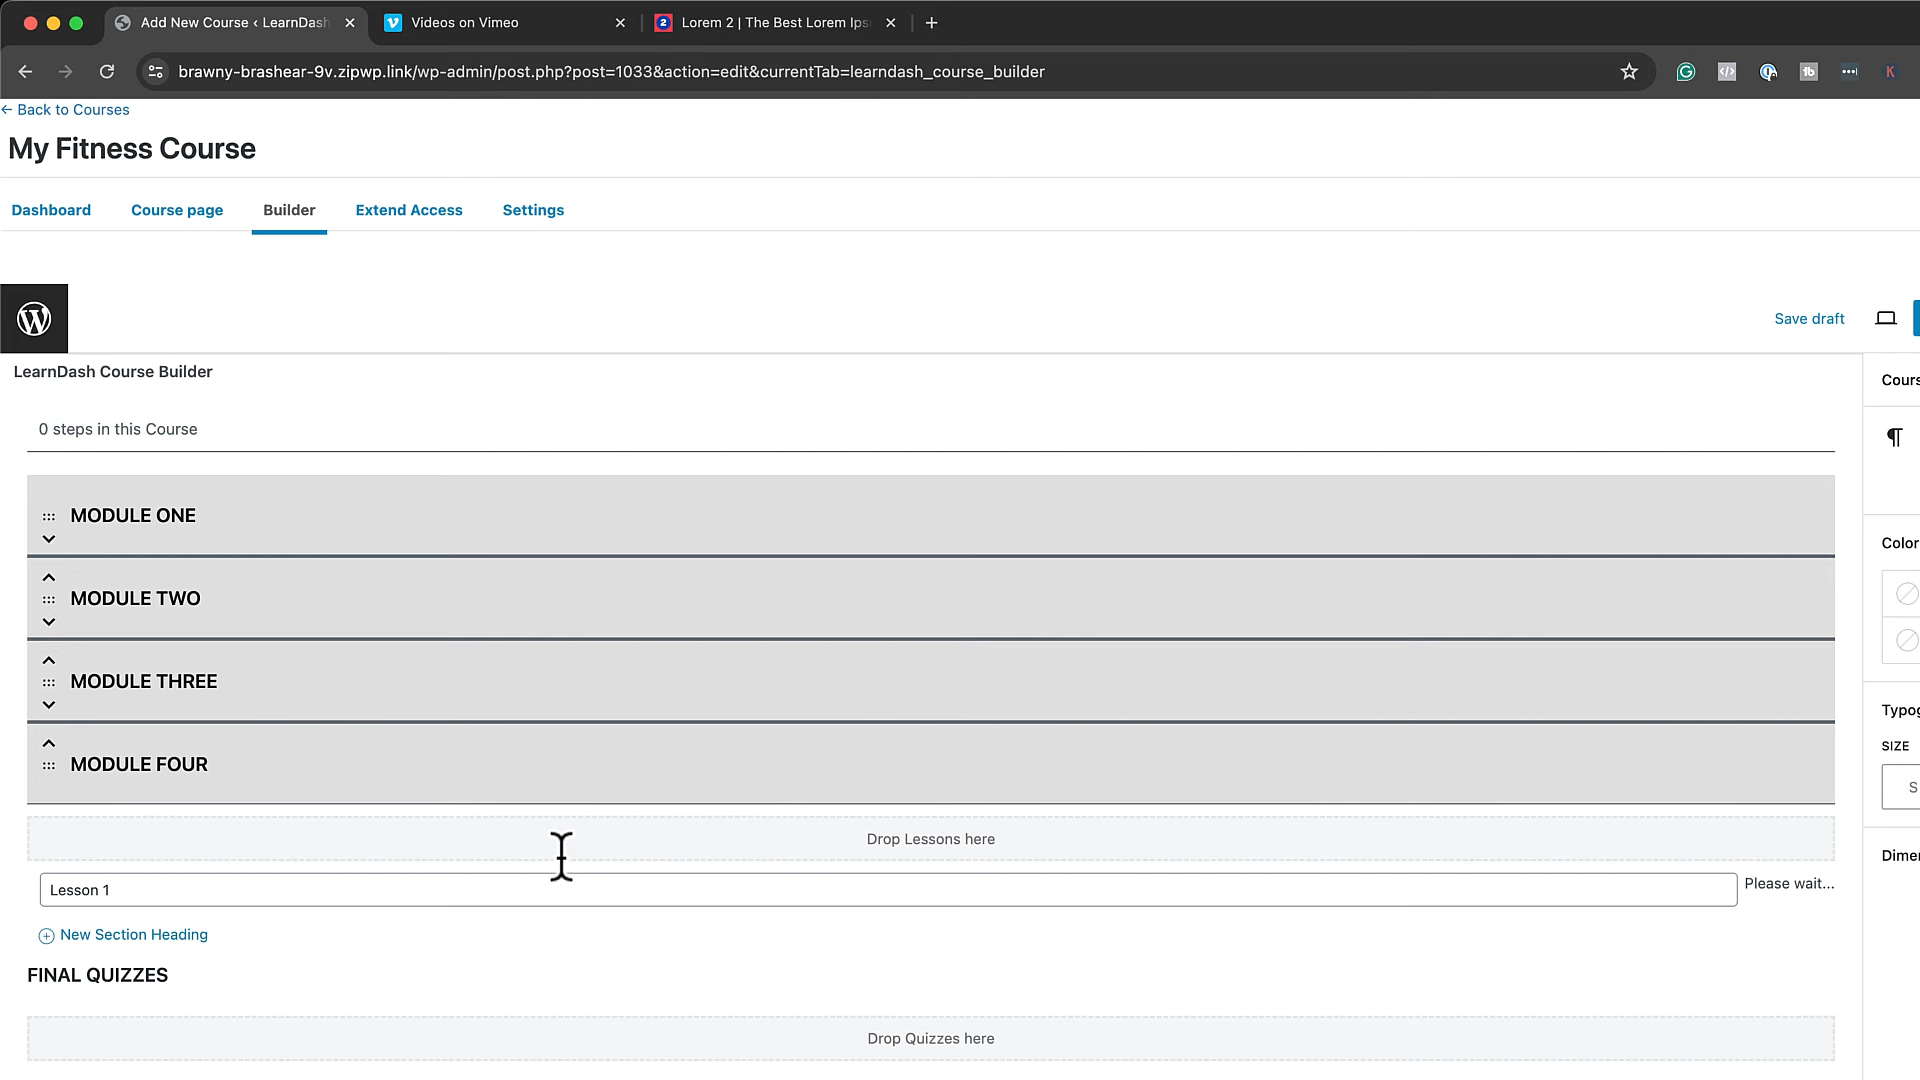 Add New Course ‹ LearnDash
Videos on Vimeo
2 Lorem 2 | The Best Lorem Ips
brawny-brashear-9v.zipwp.link/wp-admin/post.php?post=1033&action=edit&currentTab=learndash_course_builder
← Back to Courses
My Fitness Course
Dashboard
Course page
Builder
Extend Access
Settings
Save draft
LearnDash Course Builder
Cours
0 steps in this Course
MODULE ONE
Color
MODULE TWO
MODULE THREE
Typog
SIZE
MODULE FOUR
S
Drop Lessons here
Dimen
Lesson 1
Please wait...
New Section Heading
FINAL QUIZZES
Drop Quizzes here